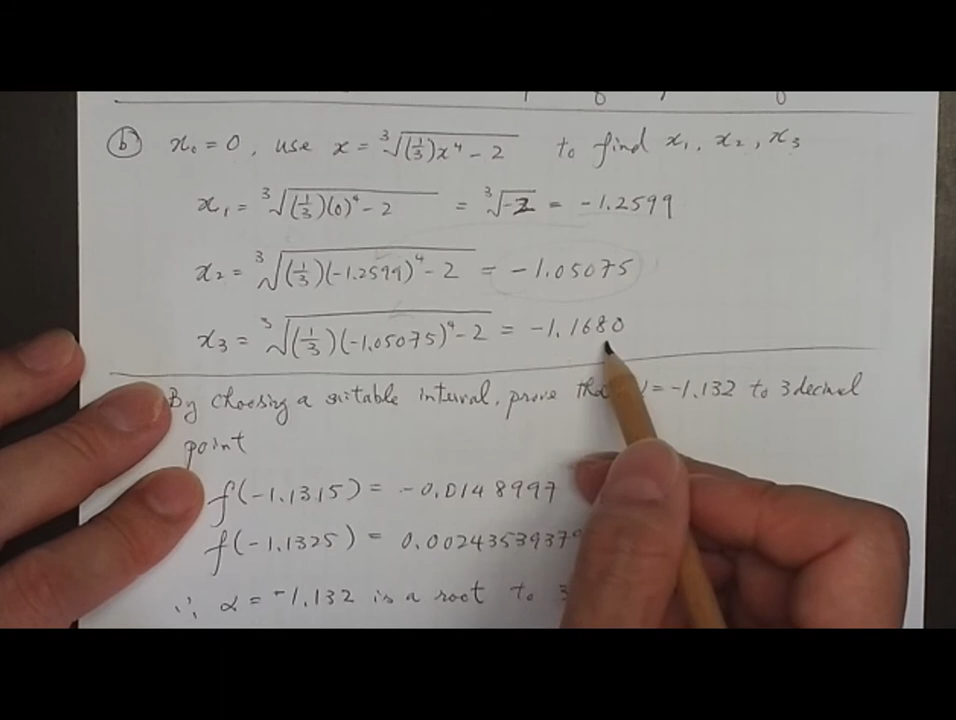 (b) x₀ = 0, use x = ∛((1/3)x⁴ - 2) to find x₁, x₂, x₃
x₁ = ∛((1/3)(0)⁴ - 2) = ∛-2 = -1.2599
x₂ = ∛((1/3)(-1.2599)⁴ - 2) = -1.05075
x₃ = ∛((1/3)(-1.05075)⁴ - 2) = -1.1680
By choosing a suitable interval, prove = -1.132 to 3 decimal
point
f(-1.1315) = -0.0148997
f(-1.1325) = 0.0024353937
∴ α = -1.132 is a root to 3